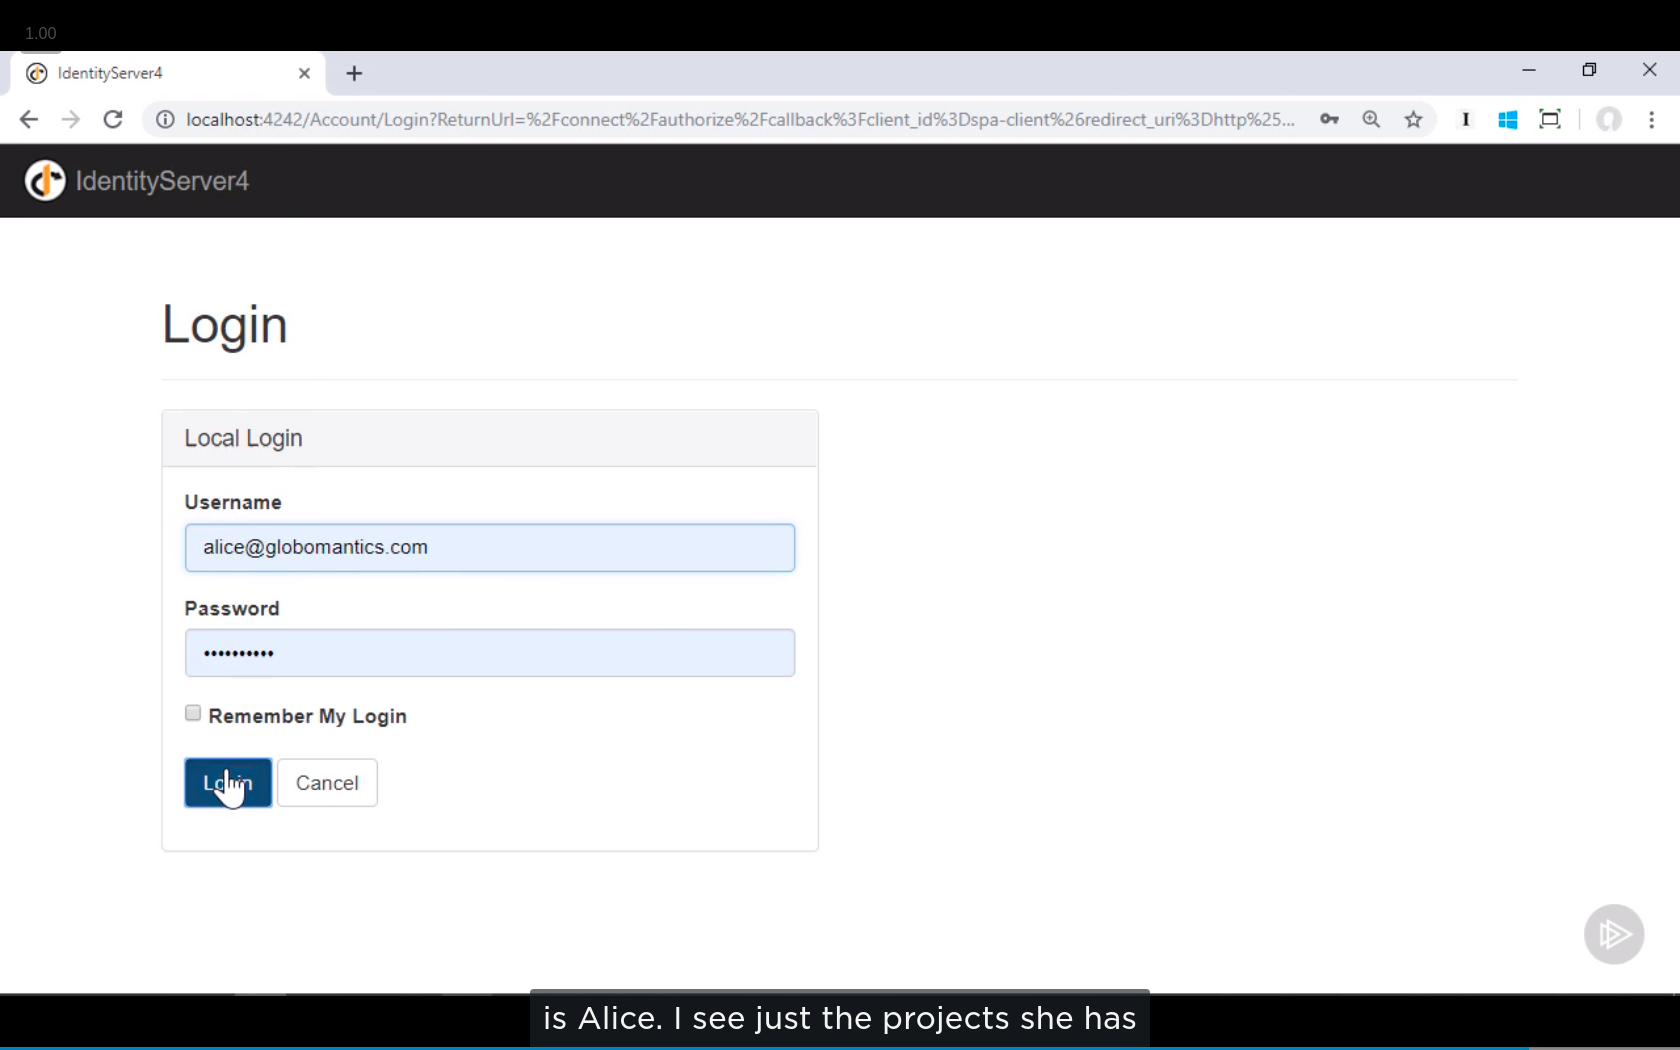 1.00
IdentityServer4
localhost:4242/Account/Login?ReturnUrl=%2Fconnect%2Fauthorize%2Fcallback%3Fclient_id%3Dspa-client%26redirect_uri%3Dhttp%25...
IdentityServer4
Login
Local Login
Username
alice@globomantics.com
Password
••••••••••
Remember My Login
Login Cancel
is Alice. I see just the projects she has